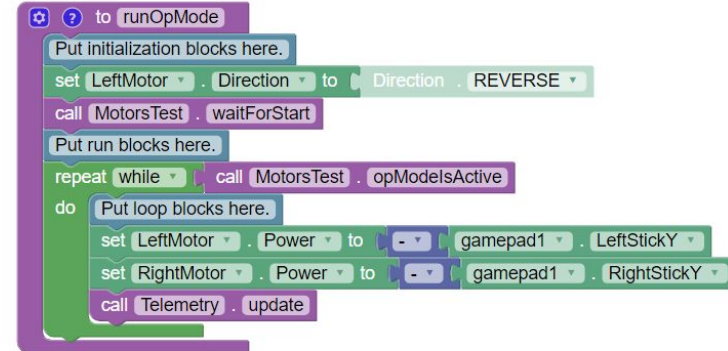 ? to runOpMode
Put initialization blocks here.
set LeftMotor . Direction to Direction . REVERSE
call MotorsTest . waitForStart
Put run blocks here.
repeat while call MotorsTest . opModeIsActive
do Put loop blocks here.
set LeftMotor . Power to - gamepad1 . LeftStickY
set RightMotor . Power to - gamepad1 . RightStickY
call Telemetry . update